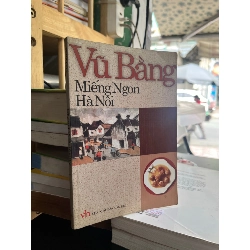 Vũ Bằng
Miếng Ngon
Hà Nội